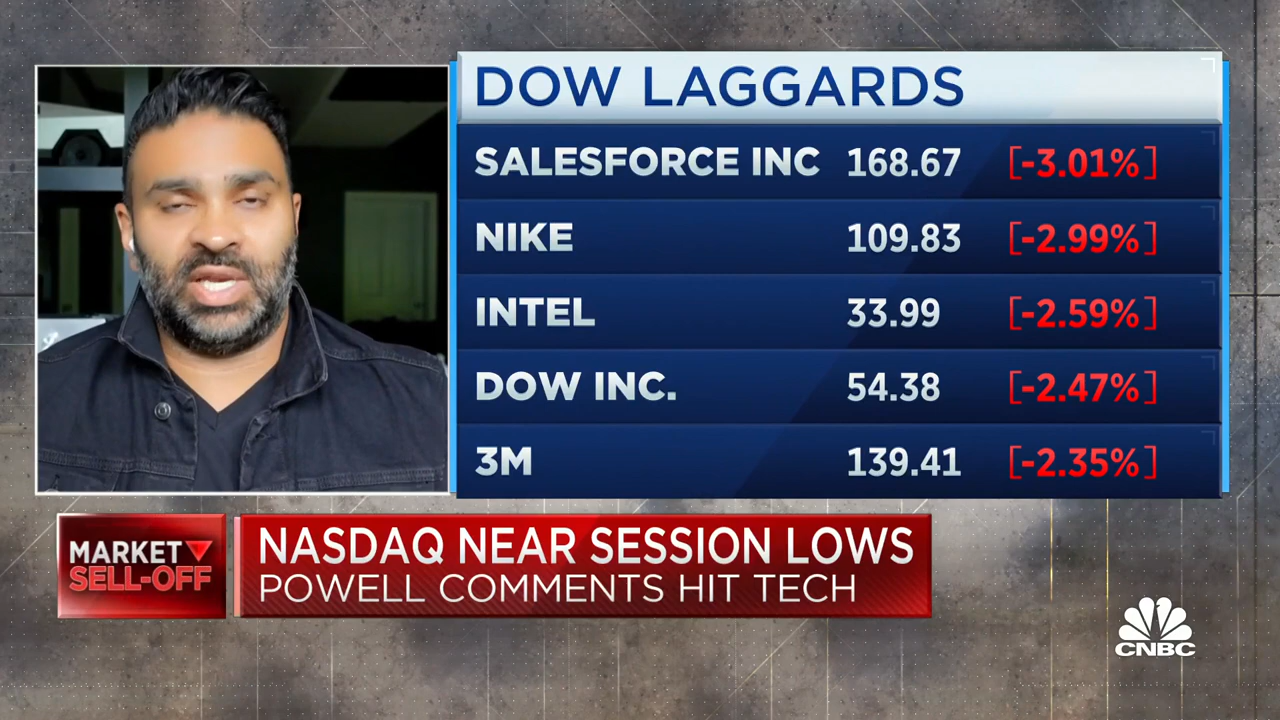 DOW LAGGARDS
SALESFORCE INC 168.67 [-3.01%]
NIKE 109.83 [-2.99%]
INTEL 33.99 [-2.59%]
DOW INC. 54.38 [-2.47%]
3M 139.41 [-2.35%]
MARKET
SELL-OFF
NASDAQ NEAR SESSION LOWS
POWELL COMMENTS HIT TECH
CNBC